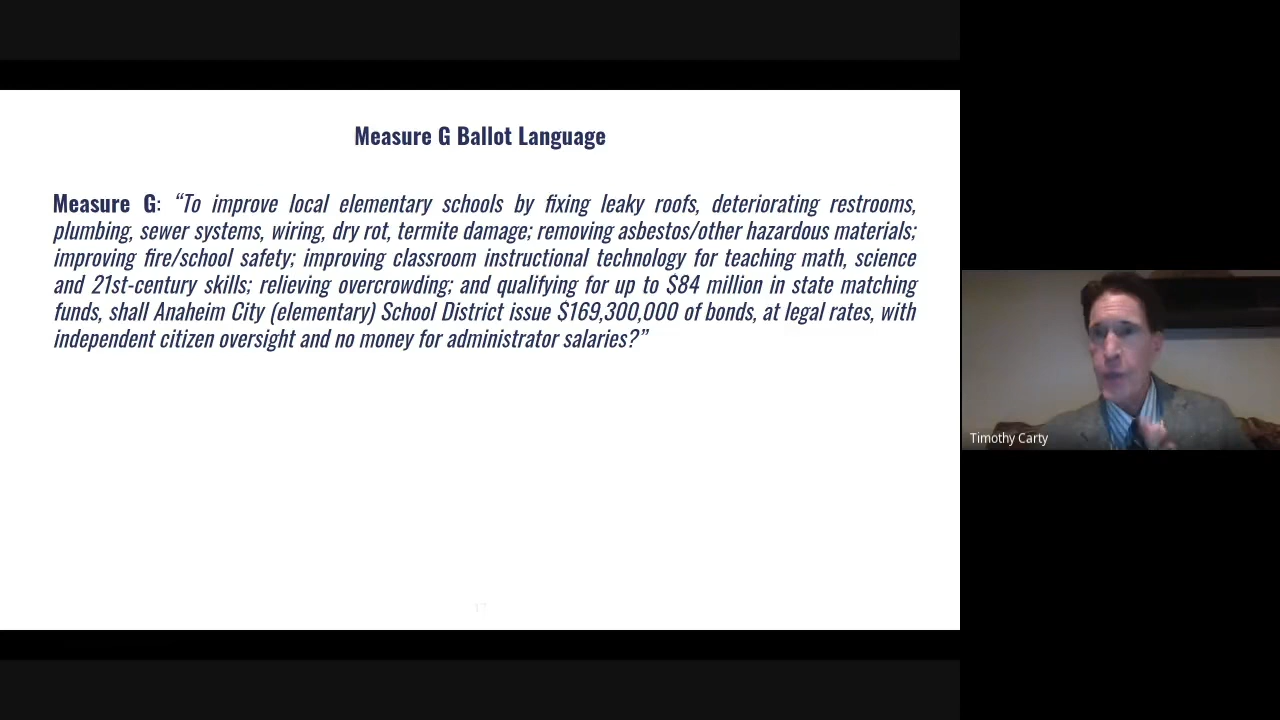 Measure G Ballot Language
Measure G: “To improve local elementary schools by fixing leaky roofs, deteriorating restrooms,
plumbing, sewer systems, wiring, dry rot, termite damage; removing asbestos/other hazardous materials;
improving fire/school safety; improving classroom instructional technology for teaching math, science
and 21st-century skills; relieving overcrowding; and qualifying for up to $84 million in state matching
funds, shall Anaheim City (elementary) School District issue $169,300,000 of bonds, at legal rates, with
independent citizen oversight and no money for administrator salaries?”
17
Timothy Carty